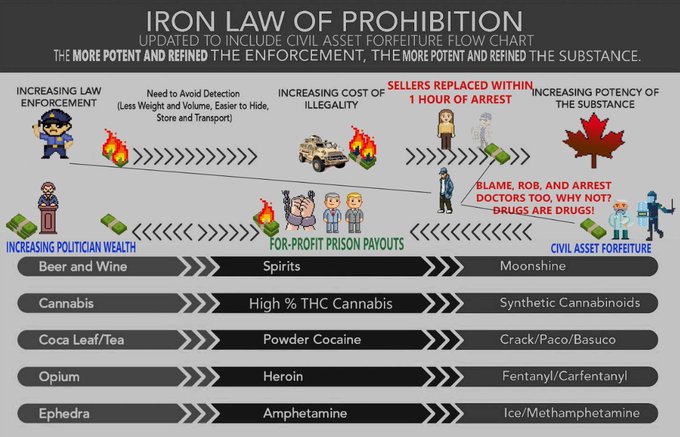 IRON LAW OF PROHIBITION
UPDATED TO INCLUDE CIVIL ASSET FORFEITURE FLOW CHART
THE MORE POTENT AND REFINED THE ENFORCEMENT, THE MORE POTENT AND REFINED THE SUBSTANCE.
INCREASING LAW
ENFORCEMENT
Need to Avoid Detection
(Less Weight and Volume, Easier to Hide,
Store and Transport)
INCREASING COST OF
ILLEGALITY
SELLERS REPLACED WITHIN
1 HOUR OF ARREST
INCREASING POTENCY OF
THE SUBSTANCE
BLAME, ROB, AND ARREST
DOCTORS TOO, WHY NOT?
DRUGS ARE DRUGS!
INCREASING POLITICIAN WEALTH
FOR-PROFIT PRISON PAYOUTS
CIVIL ASSET FORFEITURE
Beer and Wine Spirits Moonshine
Cannabis High % THC Cannabis Synthetic Cannabinoids
Coca Leaf/Tea Powder Cocaine Crack/Paco/Basuco
Opium Heroin Fentanyl/Carfentanyl
Ephedra Amphetamine Ice/Methamphetamine